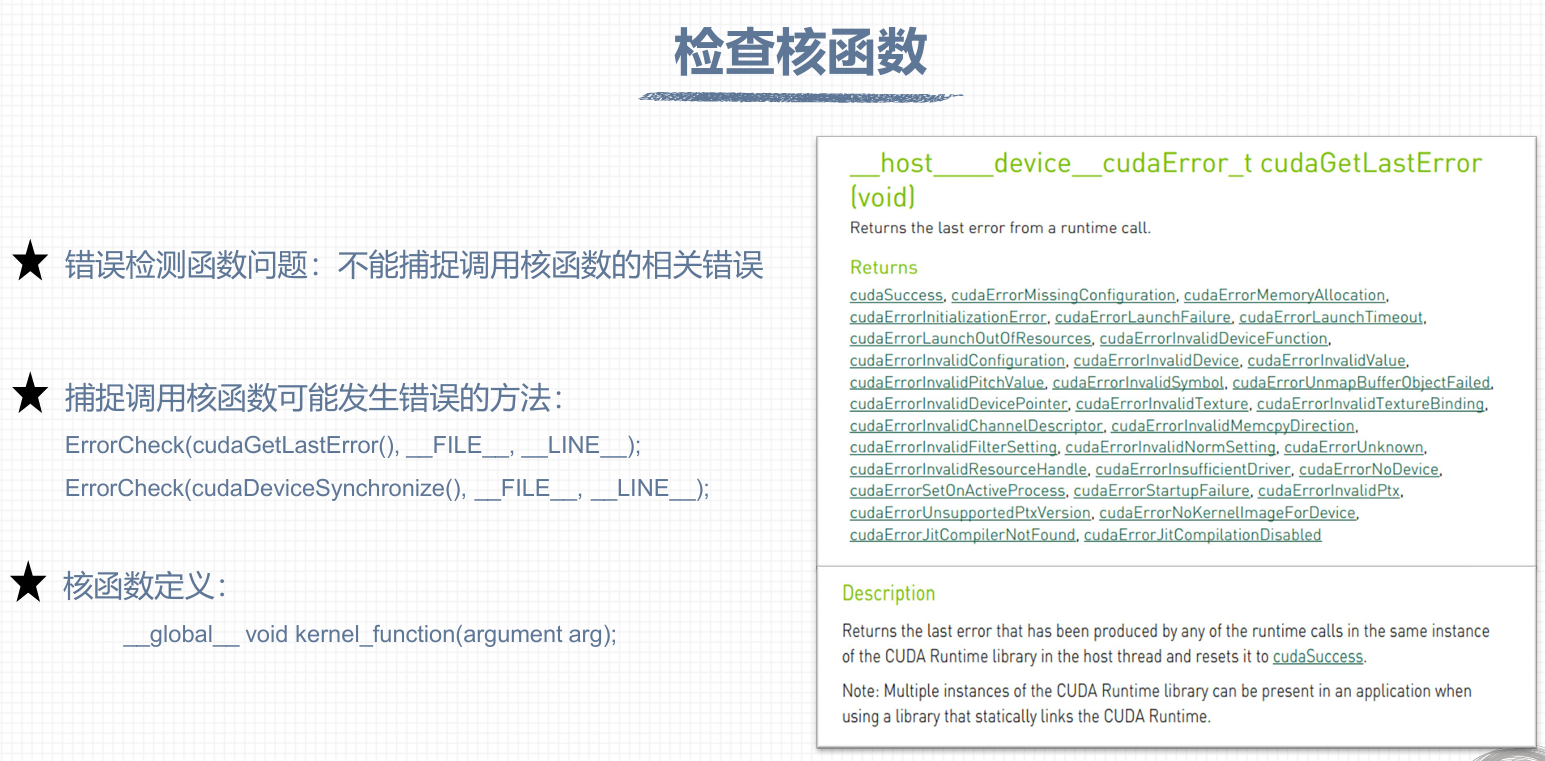 检查核函数
错误检测函数问题：不能捕捉调用核函数的相关错误
捕捉调用核函数可能发生错误的方法：
ErrorCheck(cudaGetLastError(), __FILE__, __LINE__);
ErrorCheck(cudaDeviceSynchronize(), __FILE__, __LINE__);
核函数定义：
__global__ void kernel_function(argument arg);
__host____device__cudaError_t cudaGetLastError
(void)
Returns the last error from a runtime call.
Returns
cudaSuccess, cudaErrorMissingConfiguration, cudaErrorMemoryAllocation,
cudaErrorInitializationError, cudaErrorLaunchFailure, cudaErrorLaunchTimeout,
cudaErrorLaunchOutOfResources, cudaErrorInvalidDeviceFunction,
cudaErrorInvalidConfiguration, cudaErrorInvalidDevice, cudaErrorInvalidValue,
cudaErrorInvalidPitchValue, cudaErrorInvalidSymbol, cudaErrorUnmapBufferObjectFailed,
cudaErrorInvalidDevicePointer, cudaErrorInvalidTexture, cudaErrorInvalidTextureBinding,
cudaErrorInvalidChannelDescriptor, cudaErrorInvalidMemcpyDirection,
cudaErrorInvalidFilterSetting, cudaErrorInvalidNormSetting, cudaErrorUnknown,
cudaErrorInvalidResourceHandle, cudaErrorInsufficientDriver, cudaErrorNoDevice,
cudaErrorSetOnActiveProcess, cudaErrorStartupFailure, cudaErrorInvalidPtx,
cudaErrorUnsupportedPtxVersion, cudaErrorNoKernelImageForDevice,
cudaErrorJitCompilerNotFound, cudaErrorJitCompilationDisabled
Description
Returns the last error that has been produced by any of the runtime calls in the same instance
of the CUDA Runtime library in the host thread and resets it to cudaSuccess.
Note: Multiple instances of the CUDA Runtime library can be present in an application when
using a library that statically links the CUDA Runtime.